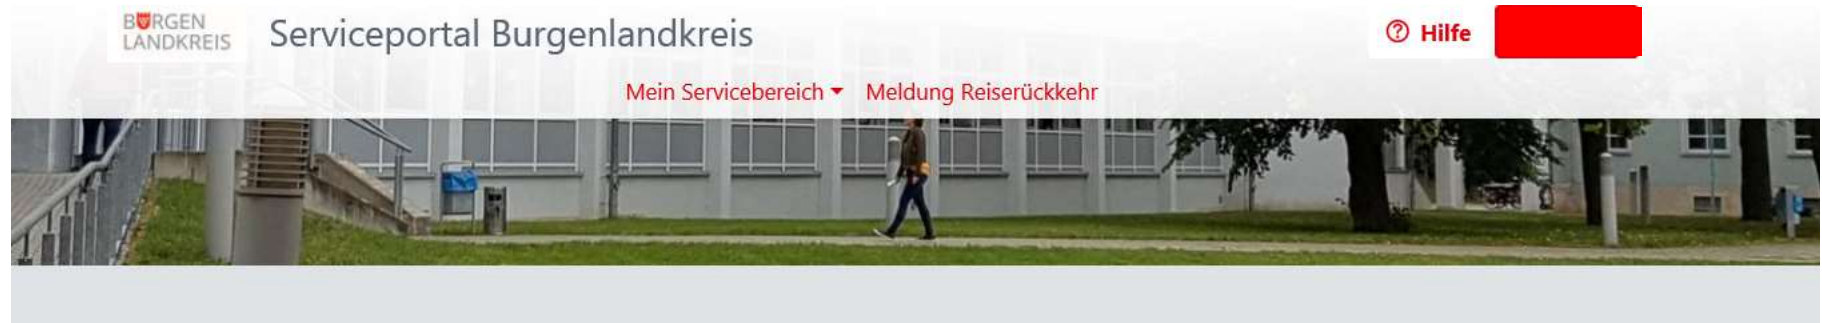 BURGEN
LANDKREIS
Serviceportal Burgenlandkreis
Hilfe
Mein Servicebereich
Meldung Reiserückkehr